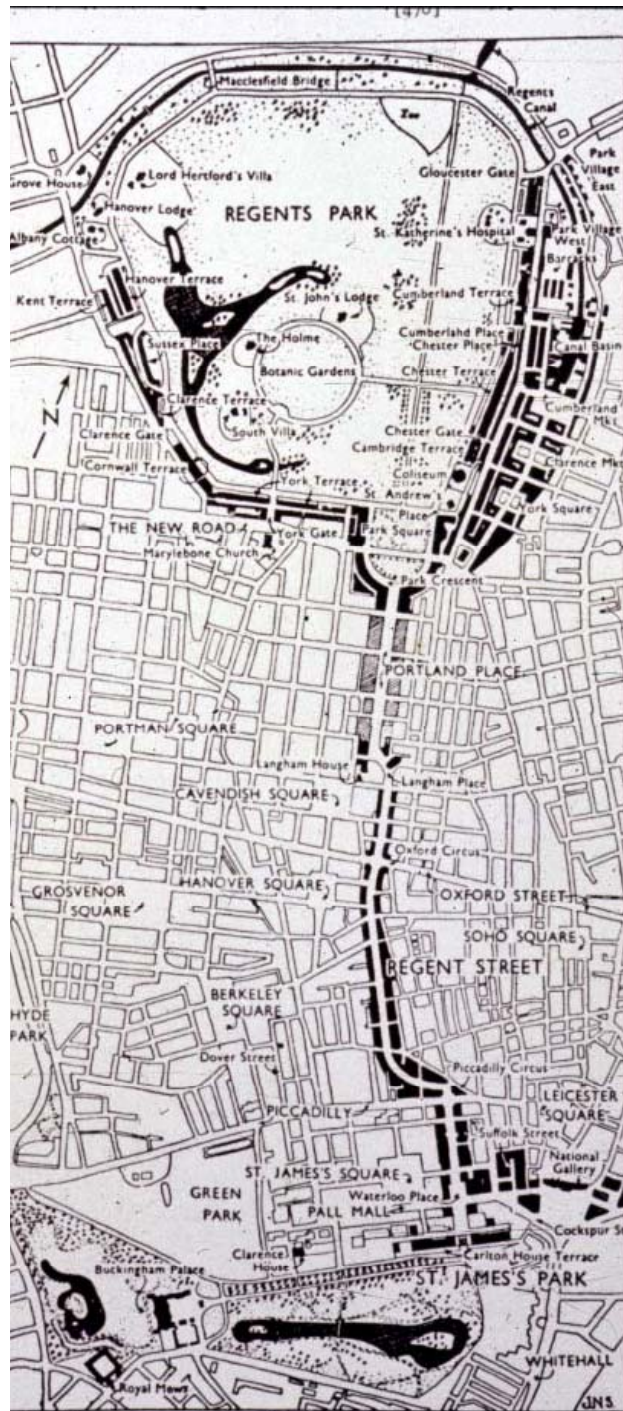 [470]
Macclesfield Bridge
Zoo
Regents
Canal
Park
Village
East
Gloucester Gate
Grove House
Lord Hertford's Villa
Hanover Lodge
REGENTS PARK
St. Katherine's Hospital
Park Village
West
Albany Cottage
Barracks
Hanover Terrace
Kent Terrace
St. John's Lodge
Cumberland Terrace
Sussex Place
The Holme
Cumberland Place
Chester Place
Canal Basin
Botanic Gardens
Chester Terrace
Clarence Terrace
Cumberland
Mkt
N
Clarence Gate
South Villa
Chester Gate
Cambridge Terrace
Clarence Mkt
Cornwall Terrace
Coliseum
York Terrace
St. Andrew's
Place
York Square
THE NEW ROAD
York Gate
Park Square
Marylebone Church
Park Crescent
PORTLAND PLACE
PORTMAN SQUARE
Langham House
Langham Place
CAVENDISH SQUARE
Oxford Circus
HANOVER SQUARE
GROSVENOR
SQUARE
OXFORD STREET
SOHO SQUARE
REGENT STREET
BERKELEY
SQUARE
HYDE
PARK
Dover Street
Piccadilly Circus
LEICESTER
SQUARE
PICCADILLY
Suffolk Street
National
Gallery
ST. JAMES'S SQUARE
GREEN
PARK
Waterloo Place
PALL MALL
Cockspur St
Clarence
House
Carlton House Terrace
Buckingham Palace
ST. JAMES'S PARK
WHITEHALL
Royal Mews
J.N.S.